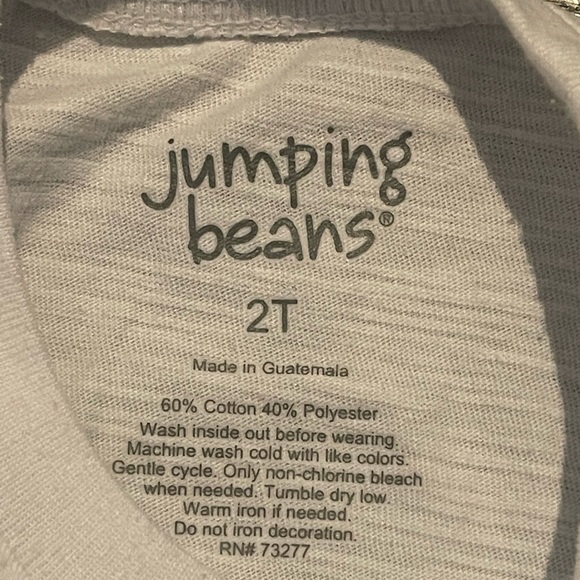 jumping
beans®
2T
Made in Guatemala
60% Cotton 40% Polyester.
Wash inside out before wearing.
Machine wash cold with like colors.
Gentle cycle. Only non-chlorine bleach
when needed. Tumble dry low.
Warm iron if needed.
Do not iron decoration.
RN# 73277